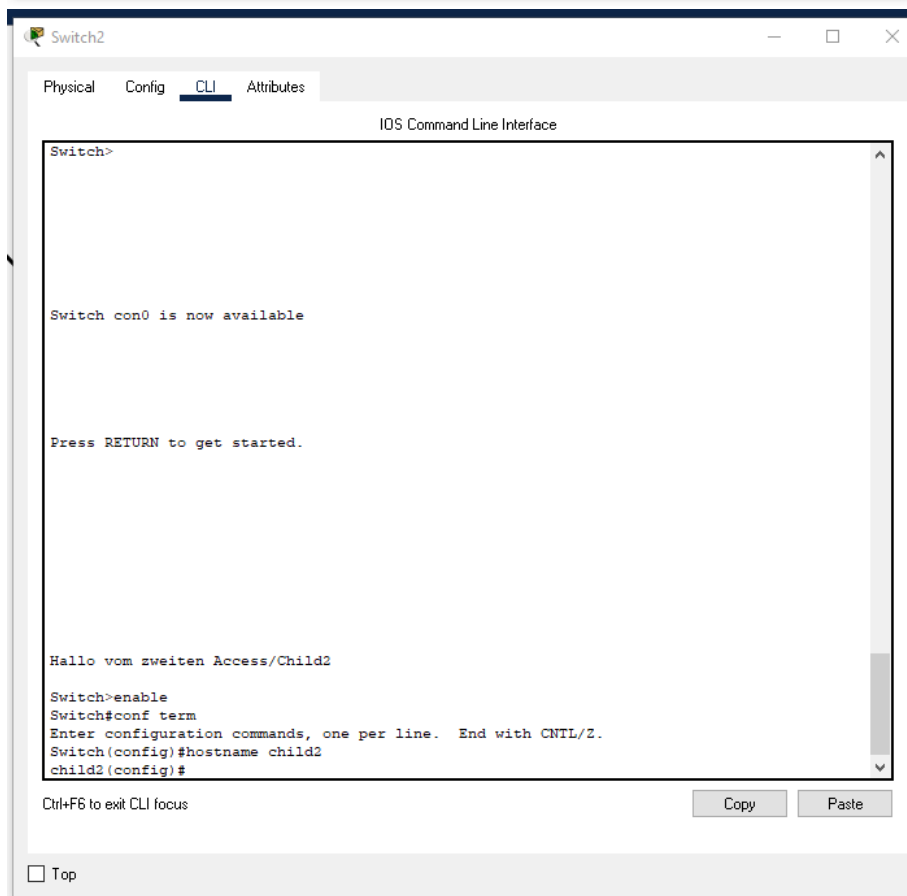 Switch2
Physical Config CLI Attributes
IOS Command Line Interface
Switch>
Switch con0 is now available
Press RETURN to get started.
Hallo vom zweiten Access/Child2
Switch>enable
Switch#conf term
Enter configuration commands, one per line.  End with CNTL/Z.
Switch(config)#hostname child2
child2(config)#
Ctrl+F6 to exit CLI focus
Copy Paste
Top